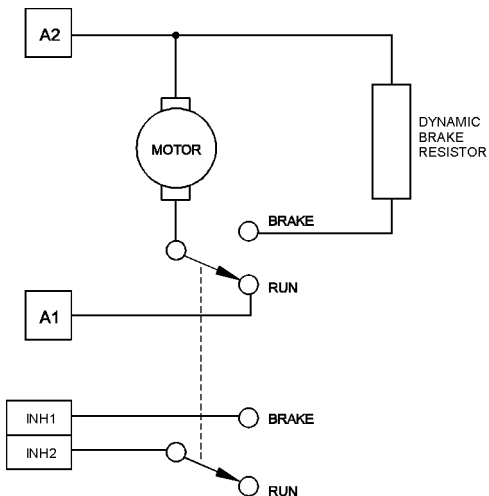 A2
DYNAMIC
BRAKE
RESISTOR
MOTOR
BRAKE
RUN
A1
INH1
BRAKE
INH2
RUN